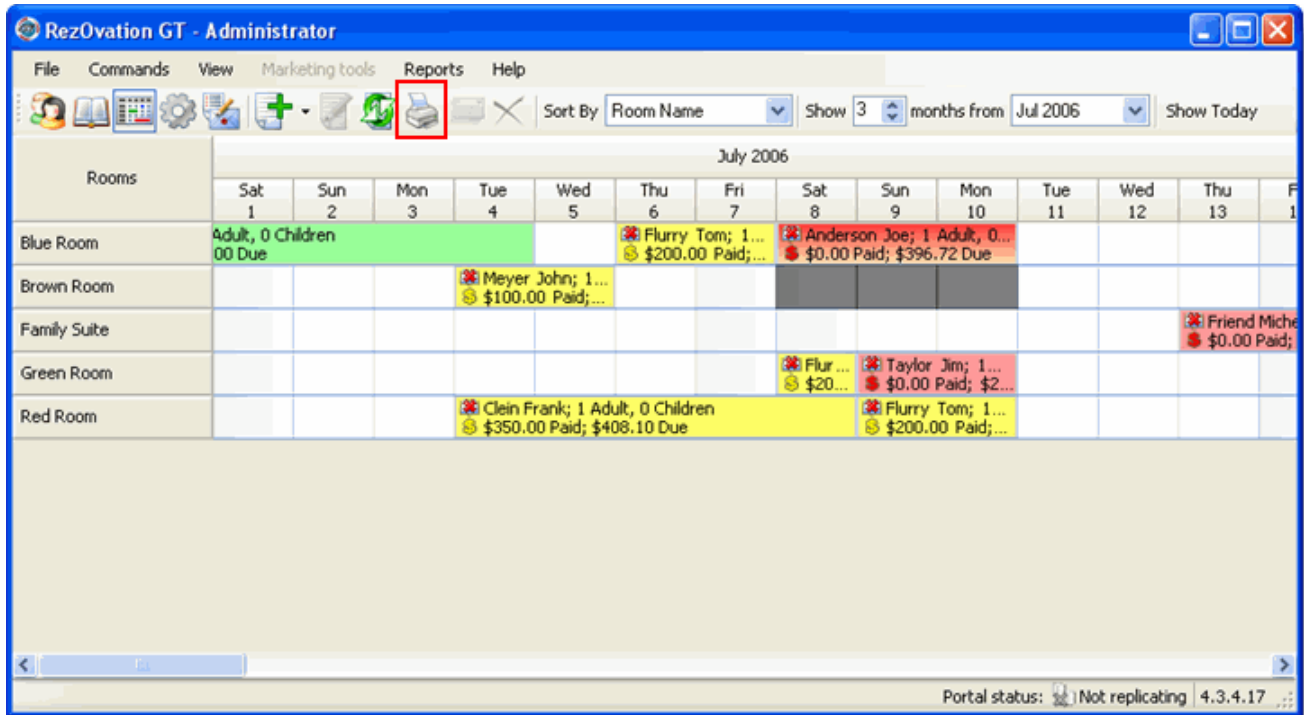 RezOvation GT - Administrator
File Commands View Marketing tools Reports Help
Sort By Room Name Show 3 months from Jul 2006 Show Today
Rooms
July 2006
Sat Sun Mon Tue Wed Thu Fri Sat Sun Mon Tue Wed Thu F
1 2 3 4 5 6 7 8 9 10 11 12 13 1
Blue Room
Adult, 0 Children
00 Due
Flurry Tom; 1...
$200.00 Paid;...
Anderson Joe; 1 Adult, 0...
$0.00 Paid; $396.72 Due
Brown Room
Meyer John; 1...
$100.00 Paid;...
Family Suite
Friend Miche
$0.00 Paid;
Green Room
Flur...
$20...
Taylor Jim; 1...
$0.00 Paid; $2...
Red Room
Clein Frank; 1 Adult, 0 Children
$350.00 Paid; $408.10 Due
Flurry Tom; 1...
$200.00 Paid;...
Portal status: Not replicating 4.3.4.17